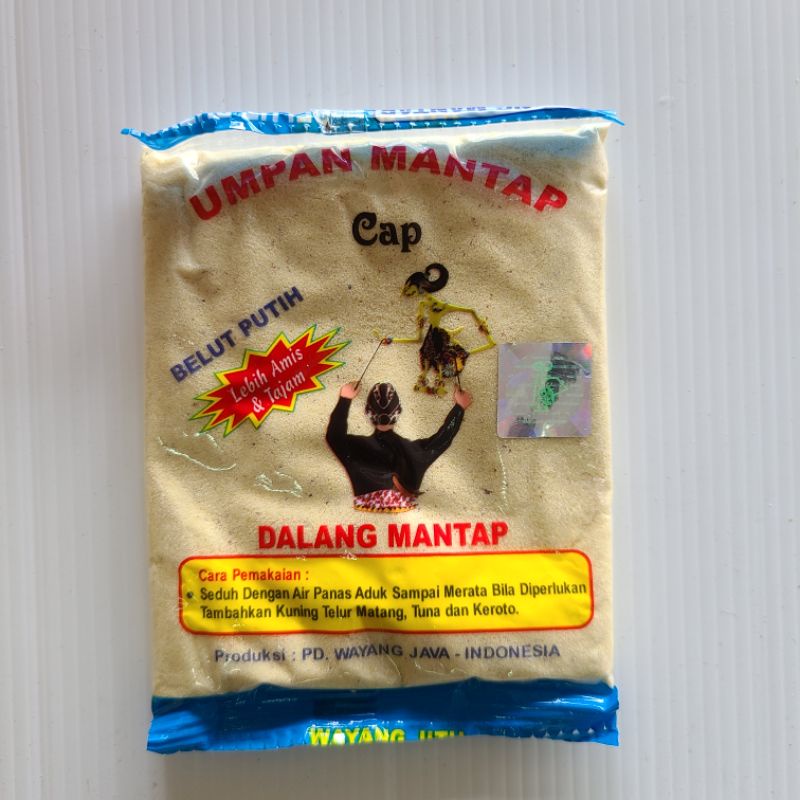 UMPAN MANTAP
Cap
BELUT PUTIH
Lebih Amis
& Tajam
DALANG MANTAP
Cara Pemakaian :
• Seduh Dengan Air Panas Aduk Sampai Merata Bila Diperlukan
Tambahkan Kuning Telur Matang, Tuna dan Keroto.
Produksi : PD. WAYANG JAVA - INDONESIA
WAYANG